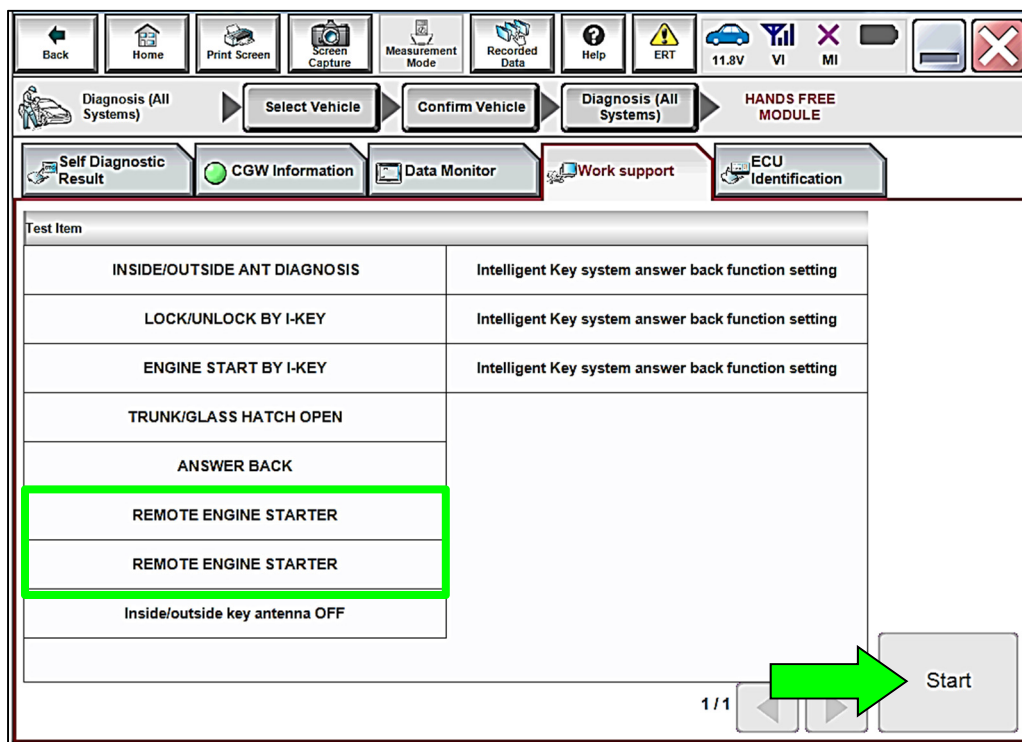 Back
Home
Print Screen
Screen
Capture
Measurement
Mode
Recorded
Data
Help
ERT
11.8V
VI
MI
Diagnosis (All
Systems)
Select Vehicle
Confirm Vehicle
Diagnosis (All
Systems)
HANDS FREE
MODULE
Self Diagnostic
Result
CGW Information
Data Monitor
Work support
ECU
Identification
Test Item
INSIDE/OUTSIDE ANT DIAGNOSIS
Intelligent Key system answer back function setting
LOCK/UNLOCK BY I-KEY
Intelligent Key system answer back function setting
ENGINE START BY I-KEY
Intelligent Key system answer back function setting
TRUNK/GLASS HATCH OPEN
ANSWER BACK
REMOTE ENGINE STARTER
REMOTE ENGINE STARTER
Inside/outside key antenna OFF
Start
1/1